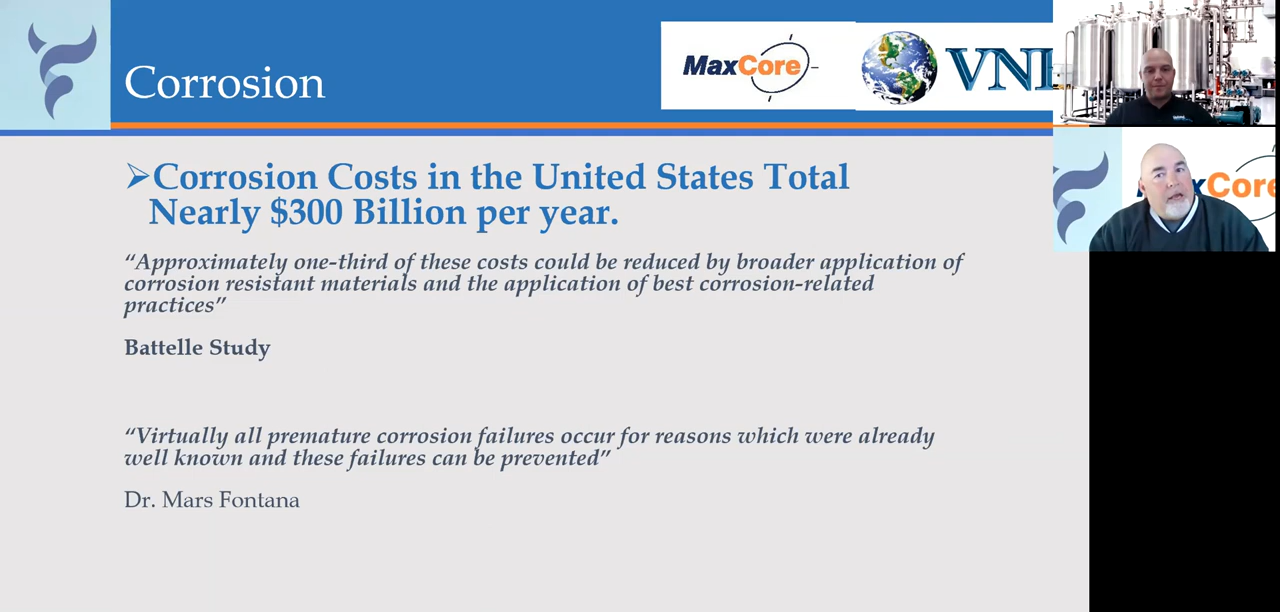 Corrosion
MaxCore
➢Corrosion Costs in the United States Total
Nearly $300 Billion per year.
“Approximately one-third of these costs could be reduced by broader application of
corrosion resistant materials and the application of best corrosion-related
practices”
Battelle Study
“Virtually all premature corrosion failures occur for reasons which were already
well known and these failures can be prevented”
Dr. Mars Fontana